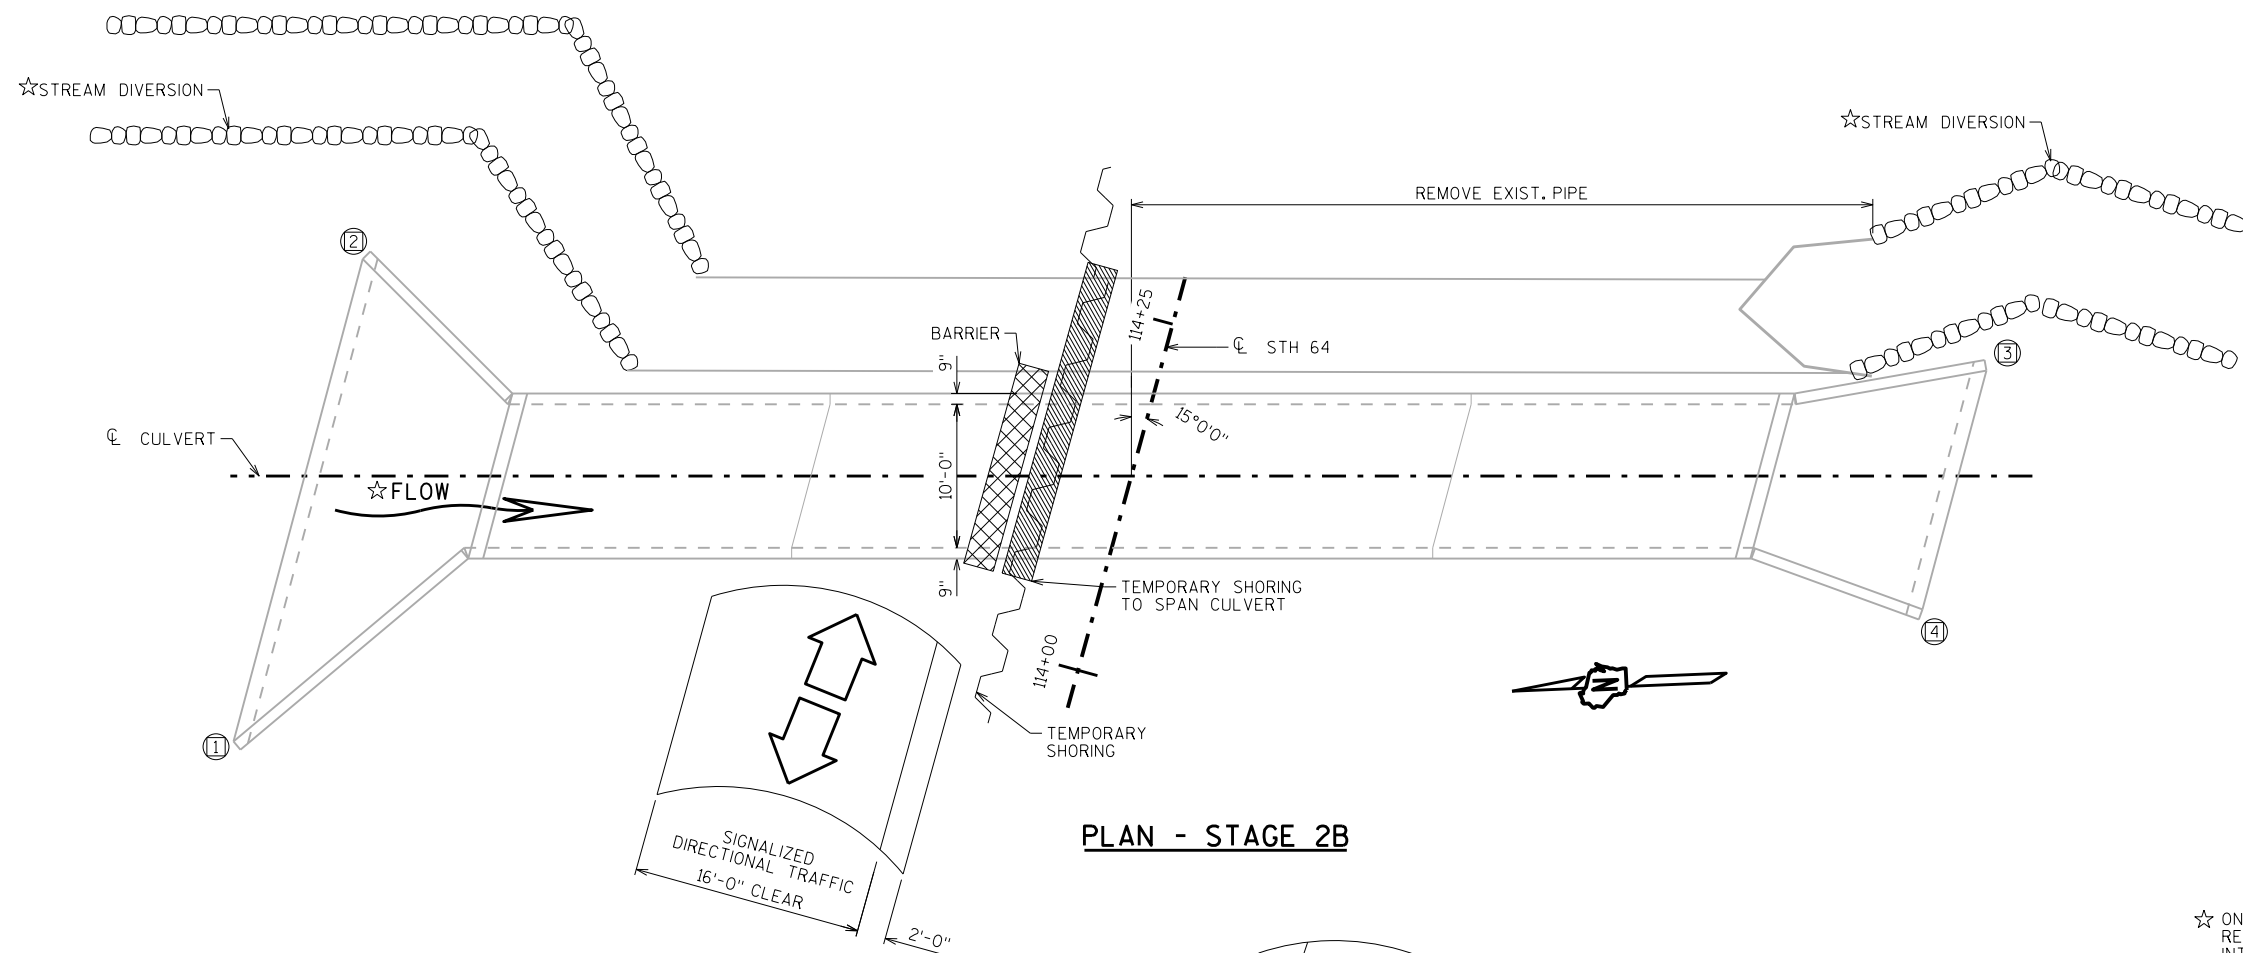 ☆STREAM DIVERSION
☆STREAM DIVERSION
REMOVE EXIST. PIPE
2
114+25
BARRIER
9"
℄ STH 64
3
15°0'0"
℄ CULVERT
10'-0"
☆FLOW
9"
TEMPORARY SHORING
TO SPAN CULVERT
4
114+00
N
1
TEMPORARY
SHORING
PLAN - STAGE 2B
SIGNALIZED
DIRECTIONAL TRAFFIC
16'-0" CLEAR
2'-0"
☆ ON
RE